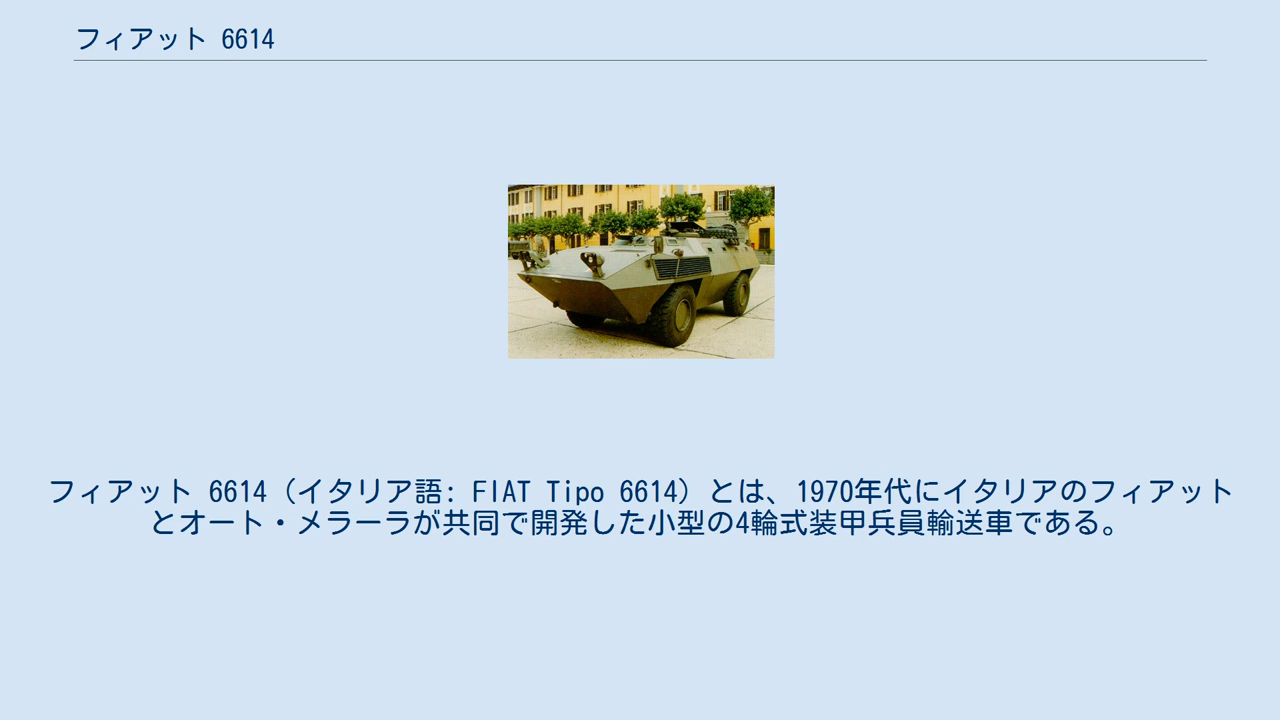 フィアット 6614
フィアット 6614（イタリア語: FIAT Tipo 6614）とは、1970年代にイタリアのフィアット
とオート・メラーラが共同で開発した小型の4輪式装甲兵員輸送車である。